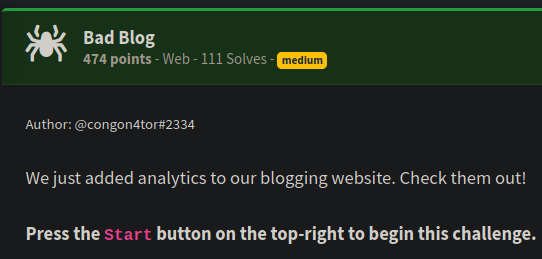 Bad Blog
474 points - Web - 111 Solves - medium
Author: @congon4tor#2334
We just added analytics to our blogging website. Check them out!
Press the Start button on the top-right to begin this challenge.